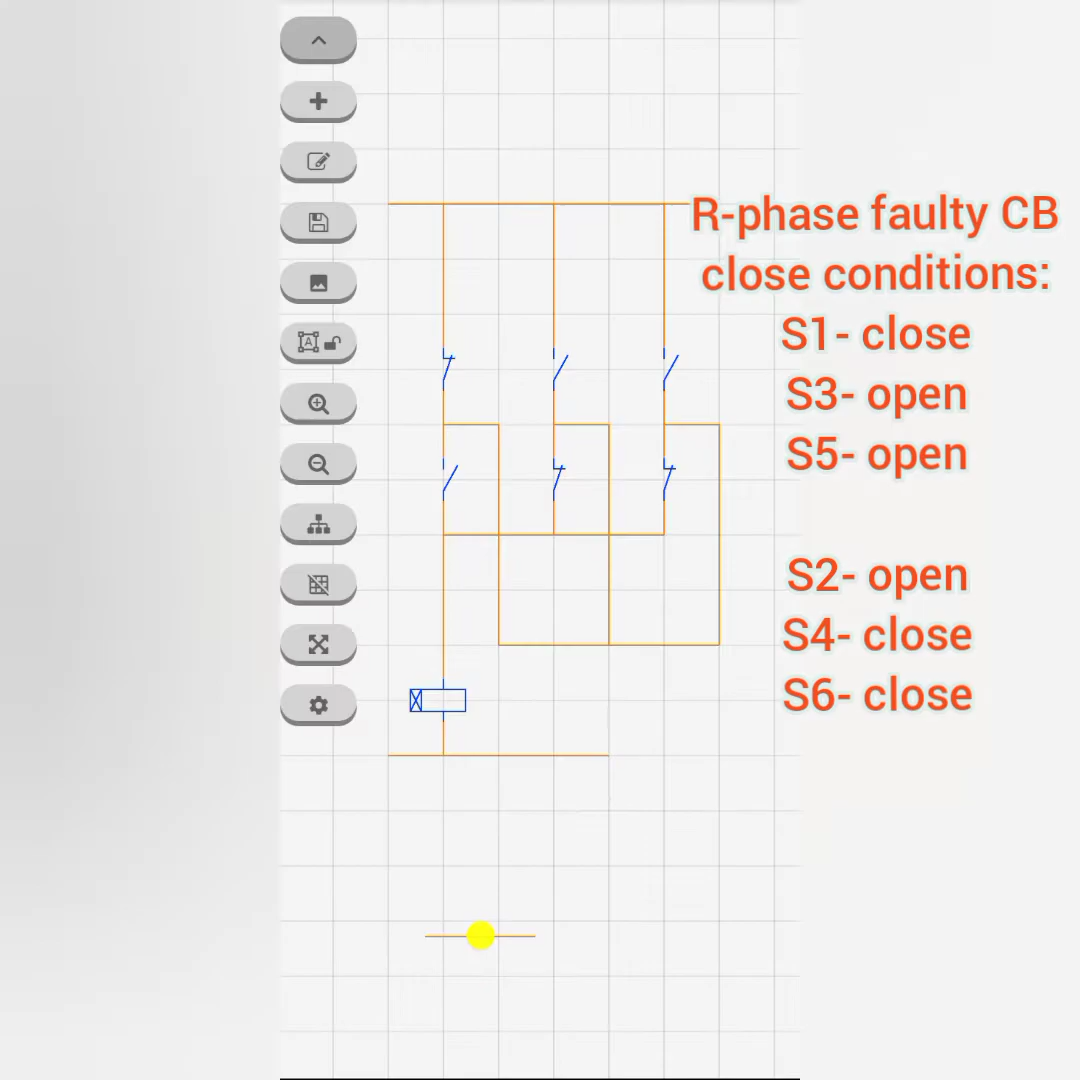 A
R-phase faulty CB
close conditions:
S1- close
S3- open
S5- open
S2- open
S4- close
S6- close